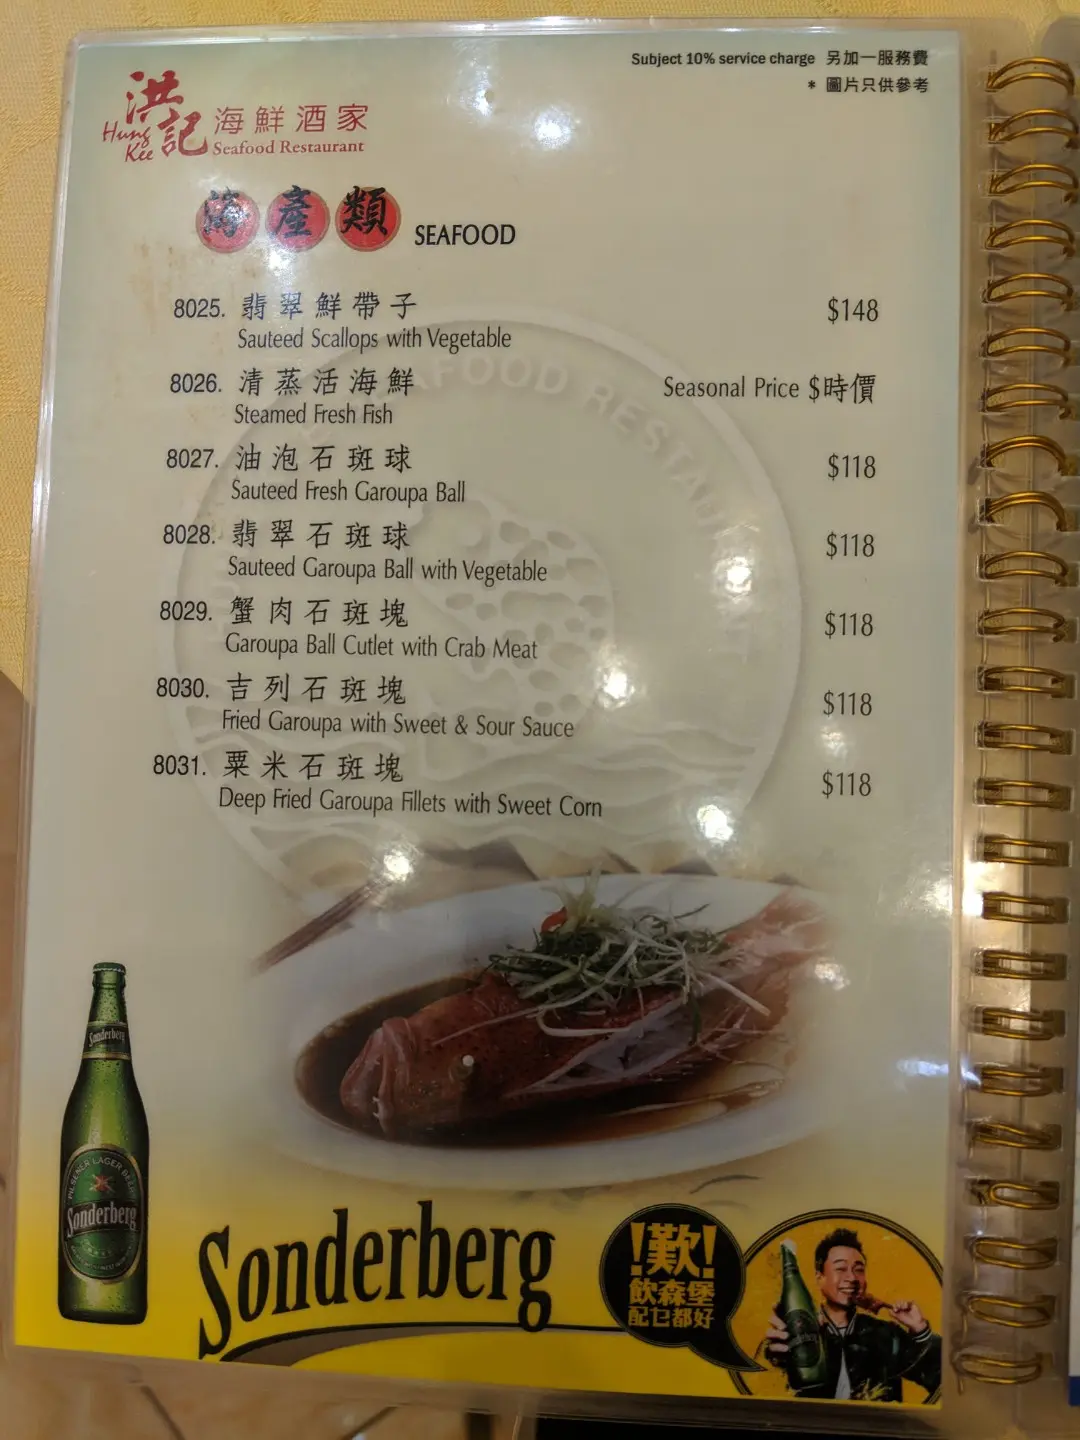 Subject 10% service charge 另加一服務費
* 圖片只供參考
洪記 海鮮酒家
Hung Kee Seafood Restaurant
海產類 SEAFOOD
8025. 翡翠鮮帶子 $148
Sauteed Scallops with Vegetable
8026. 清蒸活海鮮 Seasonal Price $時價
Steamed Fresh Fish
8027. 油泡石斑球 $118
Sauteed Fresh Garoupa Ball
8028. 翡翠石斑球 $118
Sauteed Garoupa Ball with Vegetable
8029. 蟹肉石斑塊 $118
Garoupa Ball Cutlet with Crab Meat
8030. 吉列石斑塊 $118
Fried Garoupa with Sweet & Sour Sauce
8031. 粟米石斑塊 $118
Deep Fried Garoupa Fillets with Sweet Corn
Sonderberg
PILSENER LAGER BEER
Sonderberg
Sonderberg
!歎!
飲森堡
配乜都好